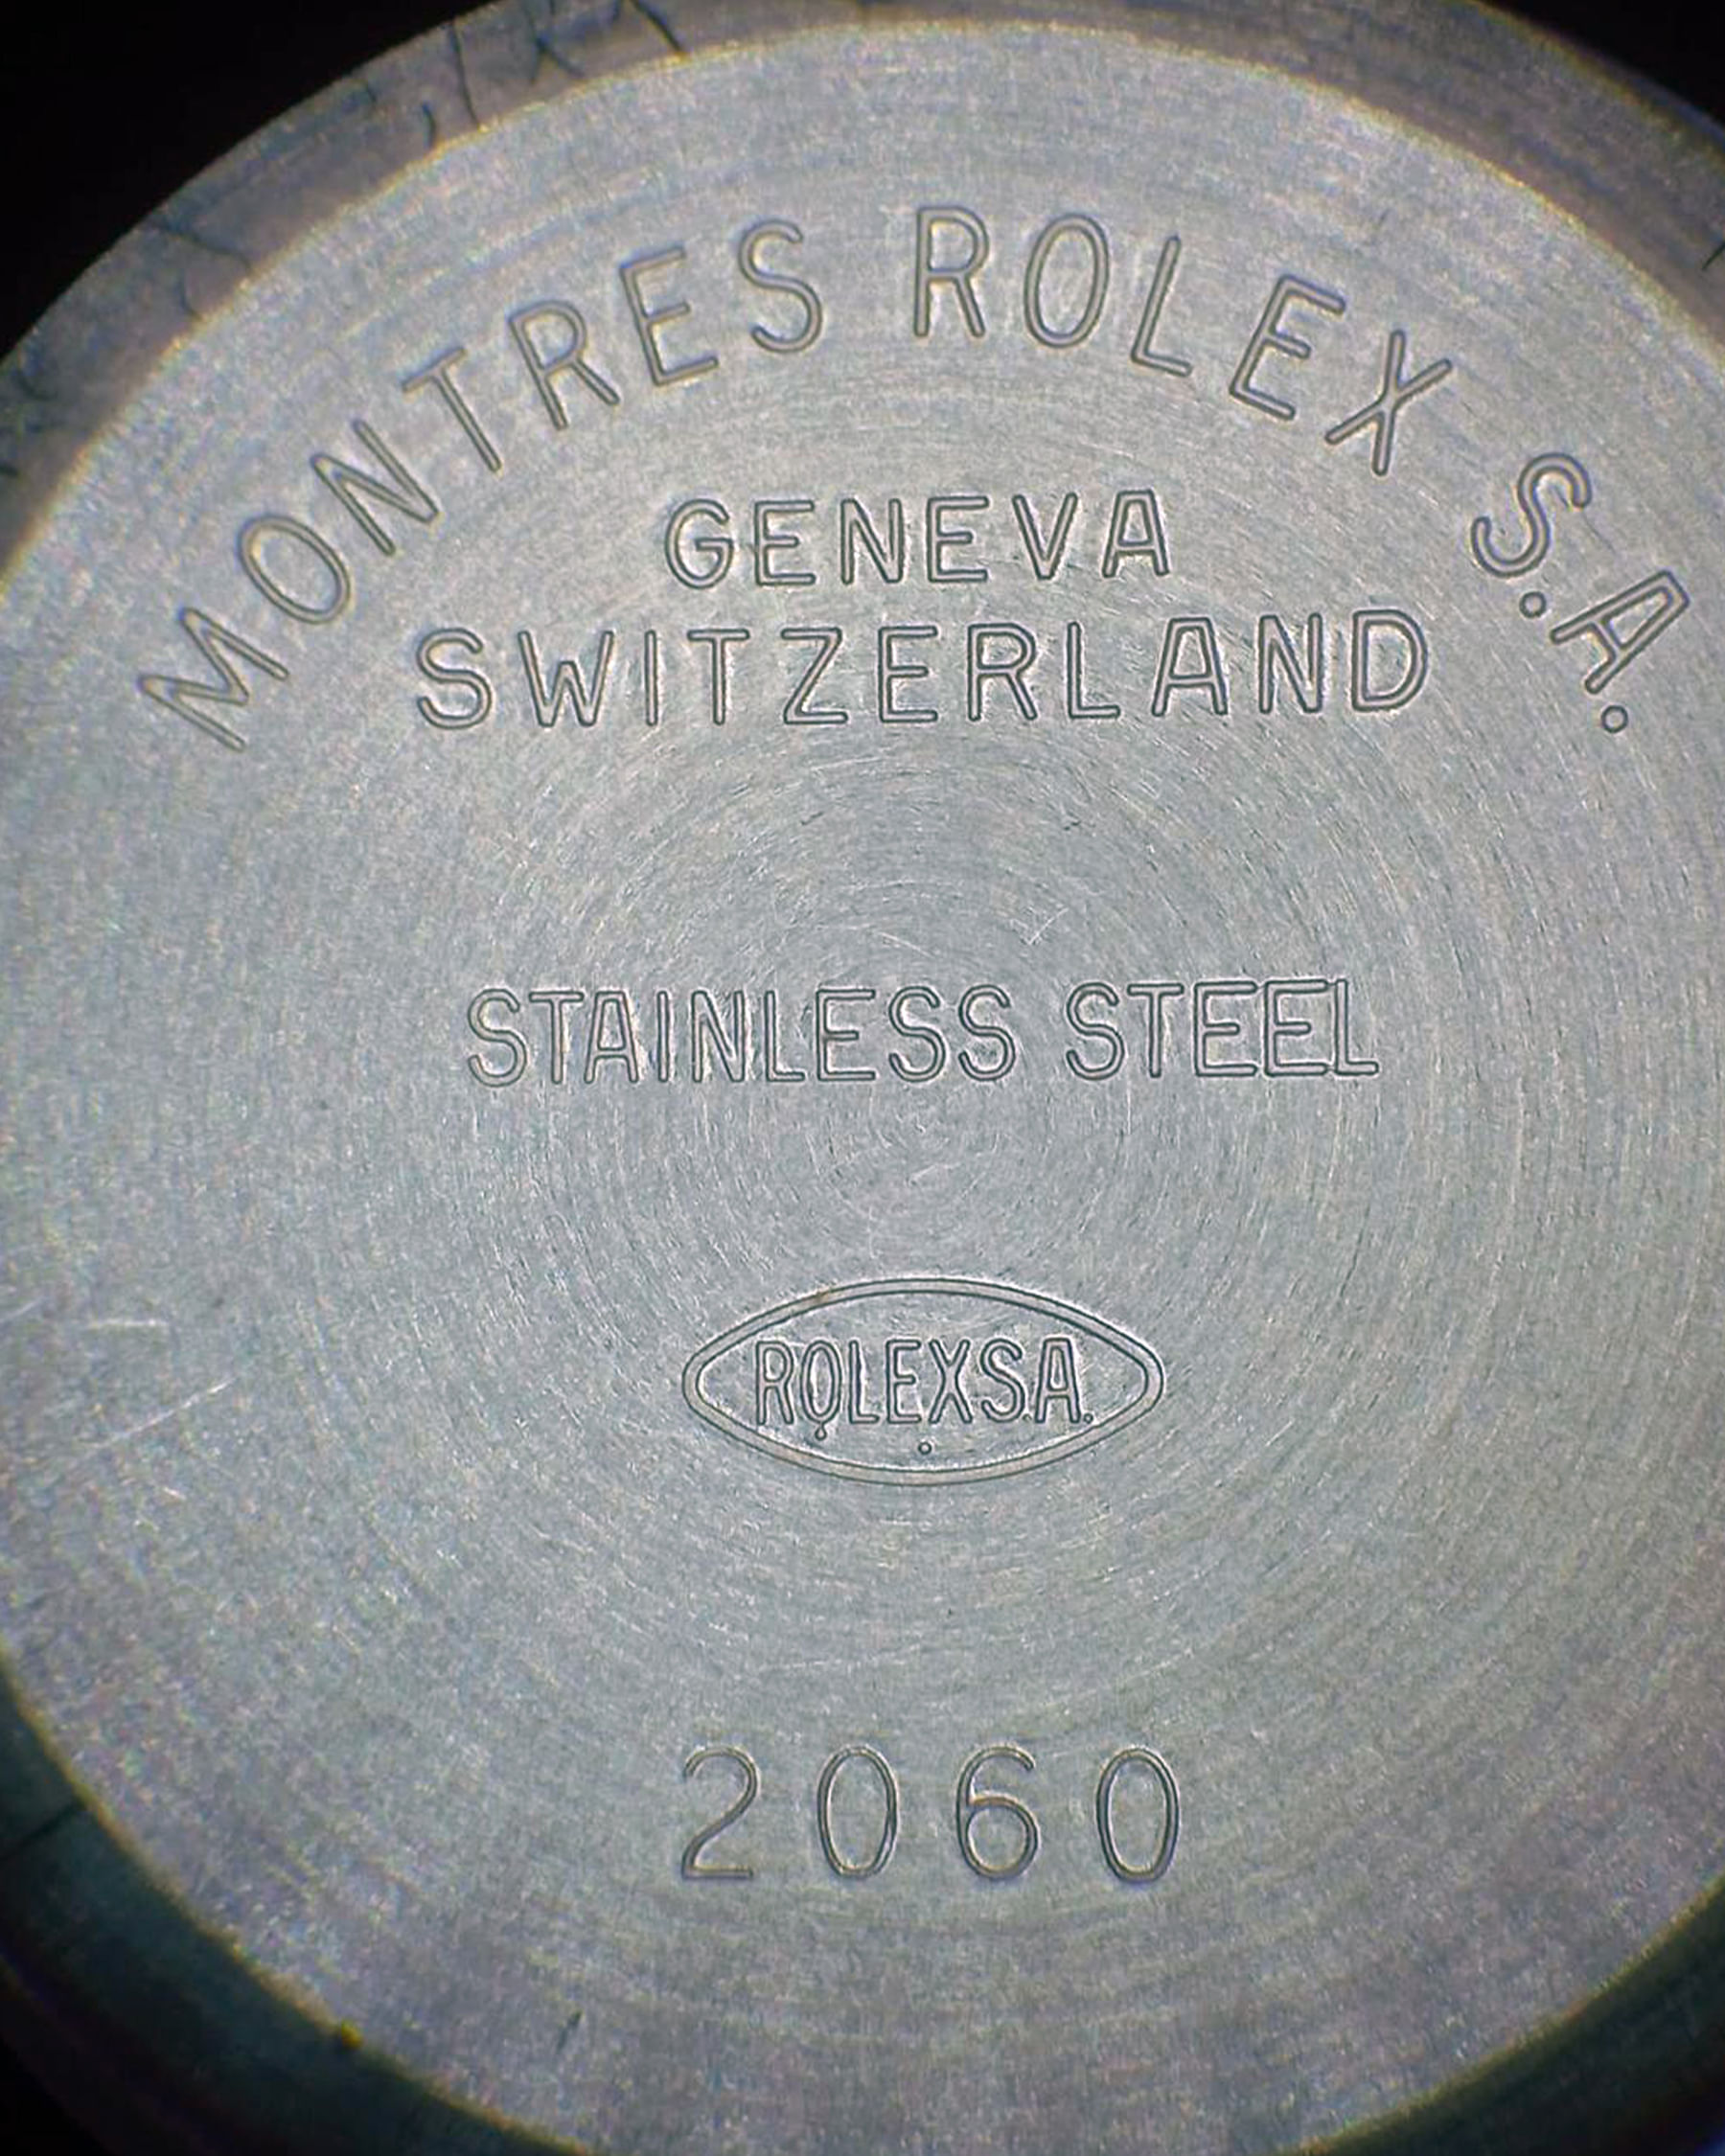 MONTRES ROLEX S.A.
GENEVA
SWITZERLAND
STAINLESS STEEL
ROLEX S.A.
2060